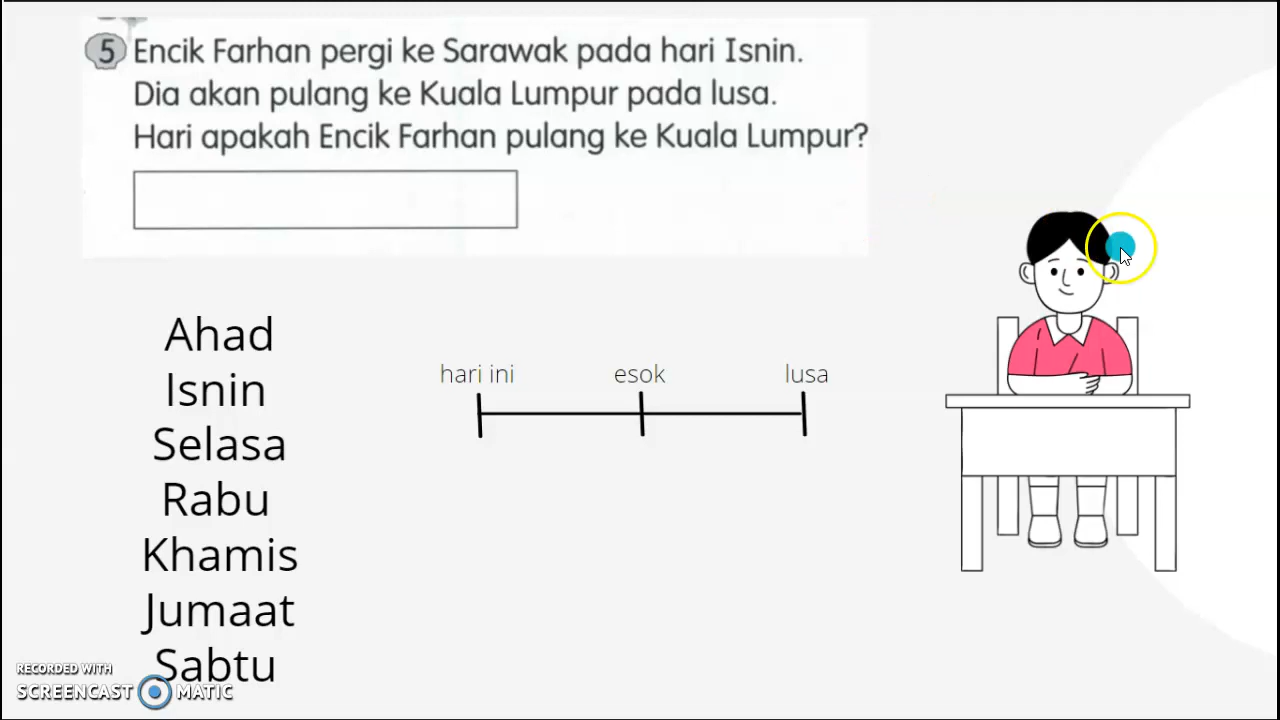 5 Encik Farhan pergi ke Sarawak pada hari Isnin.
Dia akan pulang ke Kuala Lumpur pada lusa.
Hari apakah Encik Farhan pulang ke Kuala Lumpur?
Ahad
Isnin
Selasa
Rabu
Khamis
Jumaat
Sabtu
hari ini esok lusa
RECORDED WITH
SCREENCAST MATIC